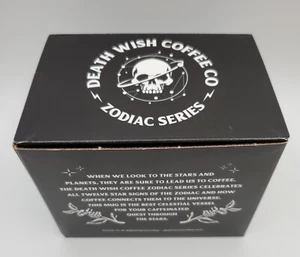 DEATH WISH COFFEE CO
ZODIAC SERIES
WHEN WE LOOK TO THE STARS AND
PLANETS, THEY ARE SURE TO LEAD US TO COFFEE.
THE DEATH WISH COFFEE ZODIAC SERIES CELEBRATES
ALL TWELVE STAR SIGNS OF THE ZODIAC AND HOW
COFFEE CONNECTS THEM TO THE UNIVERSE.
THIS MUG IS THE BEST CELESTIAL VESSEL
FOR YOUR CAFFEINATED
QUEST THROUGH
THE STARS.